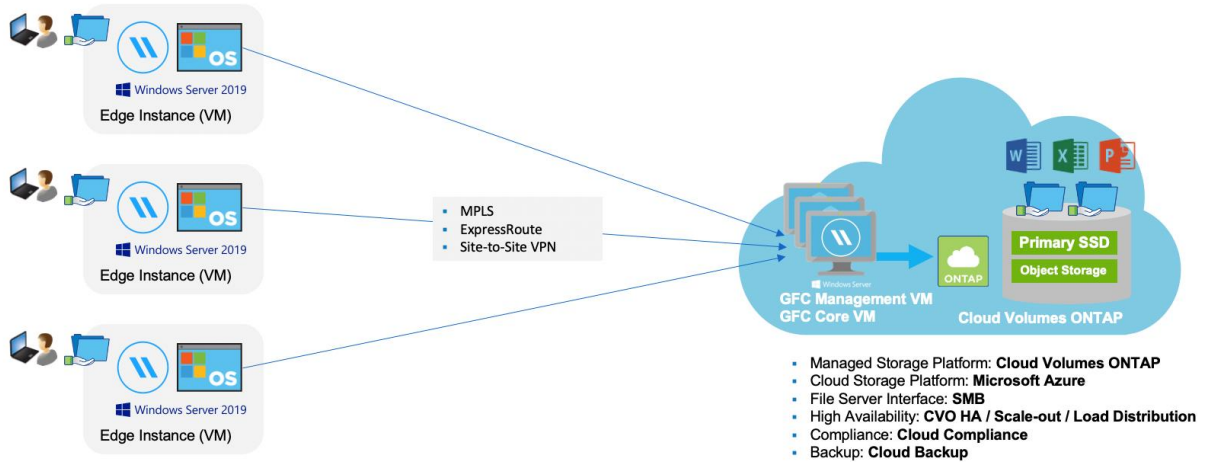 OS
Windows Server 2019
Edge Instance (VM)
OS
Windows Server 2019
Edge Instance (VM)
OS
Windows Server 2019
Edge Instance (VM)
▪ MPLS
▪ ExpressRoute
▪ Site-to-Site VPN
W X P
Primary SSD
Object Storage
ONTAP
Windows Server
GFC Management VM
GFC Core VM
Cloud Volumes ONTAP
▪ Managed Storage Platform: Cloud Volumes ONTAP
▪ Cloud Storage Platform: Microsoft Azure
▪ File Server Interface: SMB
▪ High Availability: CVO HA / Scale-out / Load Distribution
▪ Compliance: Cloud Compliance
▪ Backup: Cloud Backup